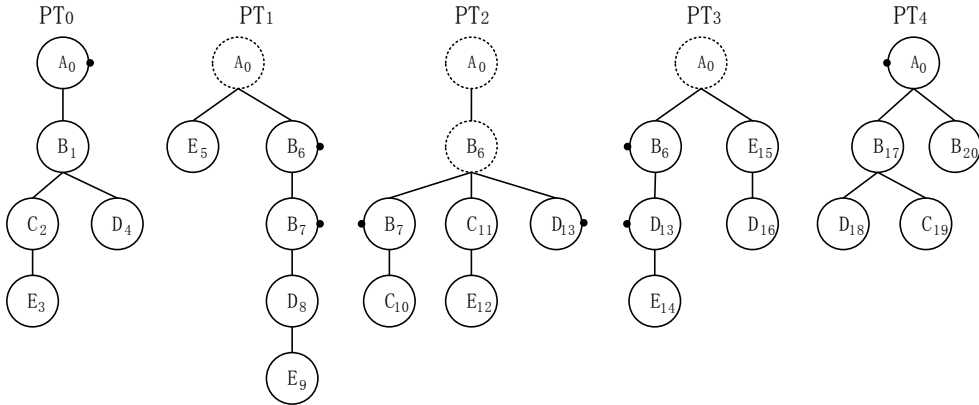 PT0 PT1 PT2 PT3 PT4
A0 A0 A0 A0 A0
B1 E5 B6 B6 B6 E15 B17 B20
C2 D4 B7 B7 C11 D13 D13 D16 D18 C19
E3 D8 C10 E12 E14
E9